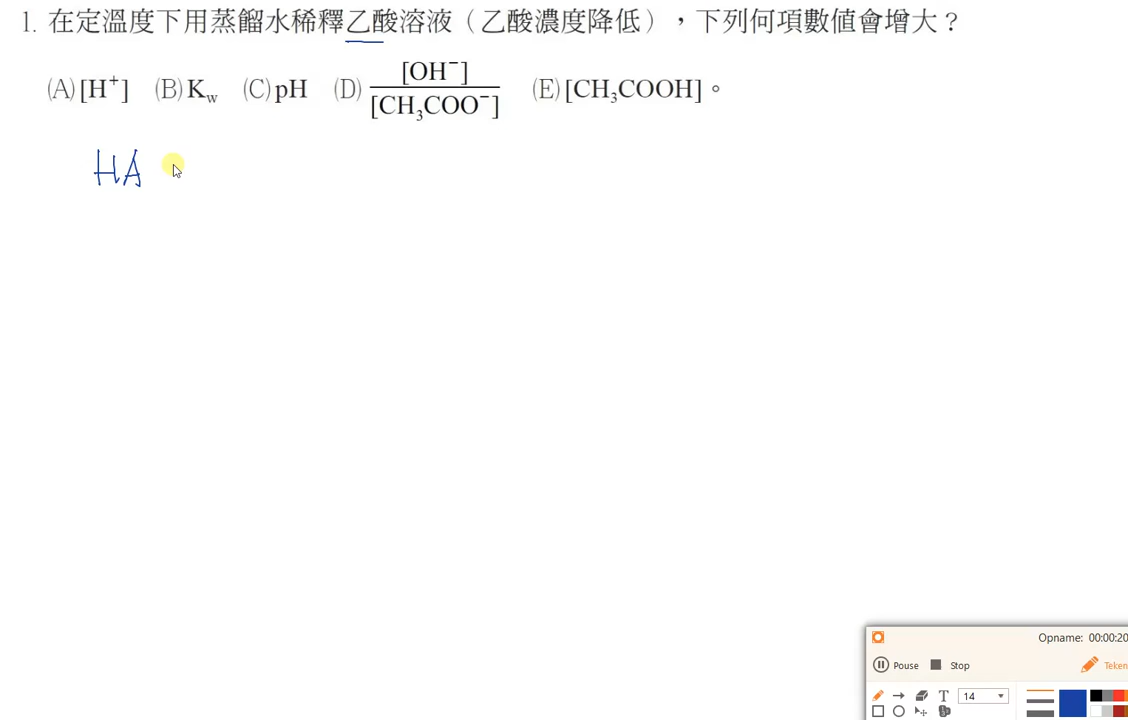 1. 在定溫度下用蒸餾水稀釋乙酸溶液（乙酸濃度降低），下列何項數值會增大？
(A)[H⁺] (B)K_w (C)pH (D)[OH⁻]/[CH₃COO⁻] (E)[CH₃COOH]。
HA
Opname: 00:00:20
Pause Stop Teken
T 14